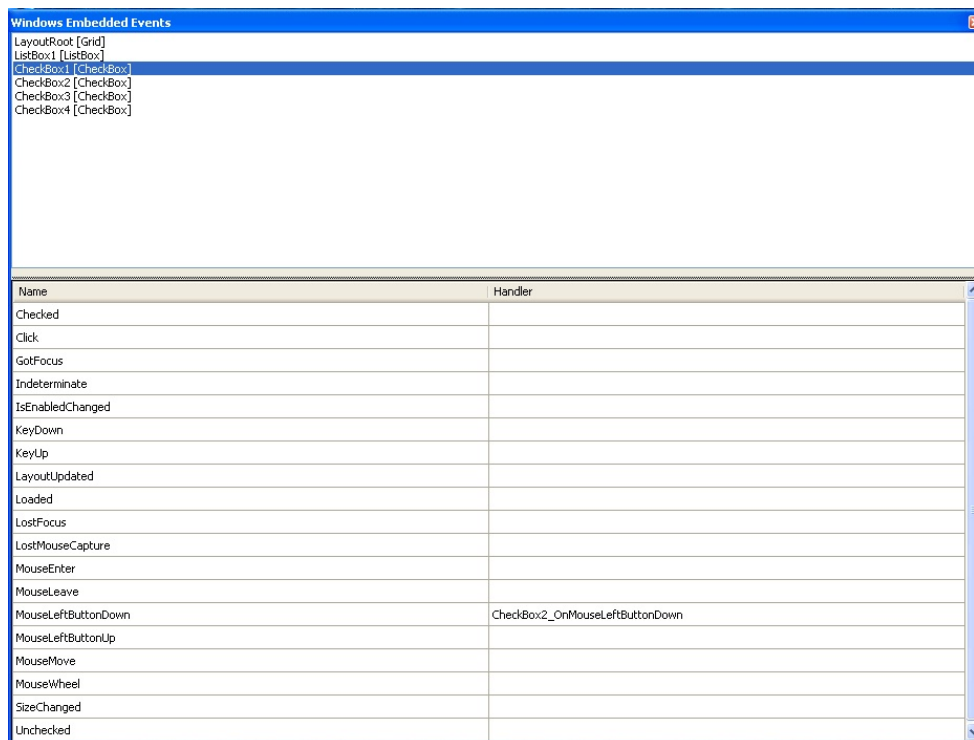 Windows Embedded Events
LayoutRoot [Grid]
ListBox1 [ListBox]
CheckBox1 [CheckBox]
CheckBox2 [CheckBox]
CheckBox3 [CheckBox]
CheckBox4 [CheckBox]
Name Handler
Checked
Click
GotFocus
Indeterminate
IsEnabledChanged
KeyDown
KeyUp
LayoutUpdated
Loaded
LostFocus
LostMouseCapture
MouseEnter
MouseLeave
MouseLeftButtonDown CheckBox2_OnMouseLeftButtonDown
MouseLeftButtonUp
MouseMove
MouseWheel
SizeChanged
Unchecked